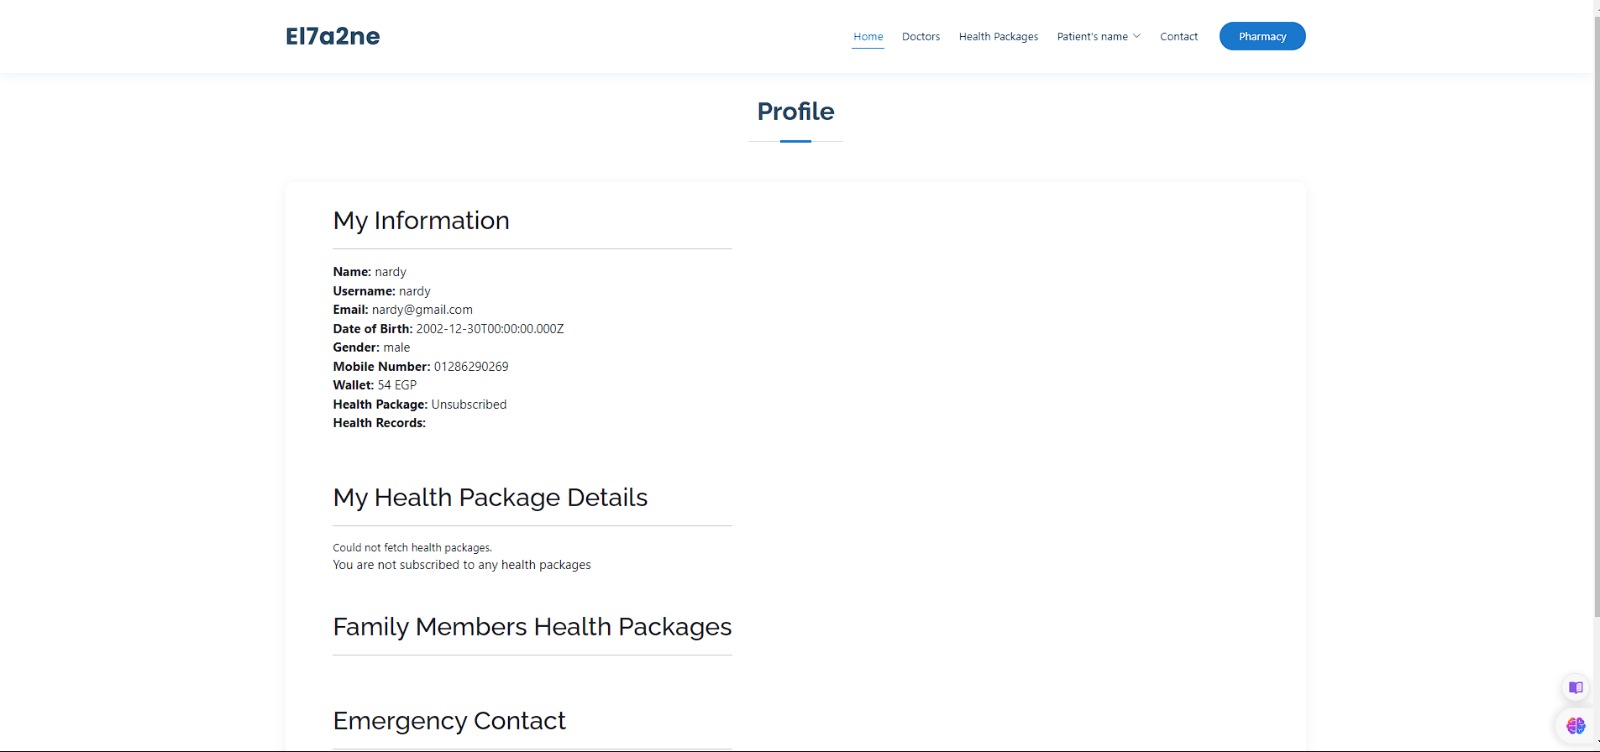 El7a2ne
Home Doctors Health Packages Patient's name Contact Pharmacy
Profile
My Information
Name: nardy
Username: nardy
Email: nardy@gmail.com
Date of Birth: 2002-12-30T00:00:00.000Z
Gender: male
Mobile Number: 01286290269
Wallet: 54 EGP
Health Package: Unsubscribed
Health Records:
My Health Package Details
Could not fetch health packages.
You are not subscribed to any health packages
Family Members Health Packages
Emergency Contact